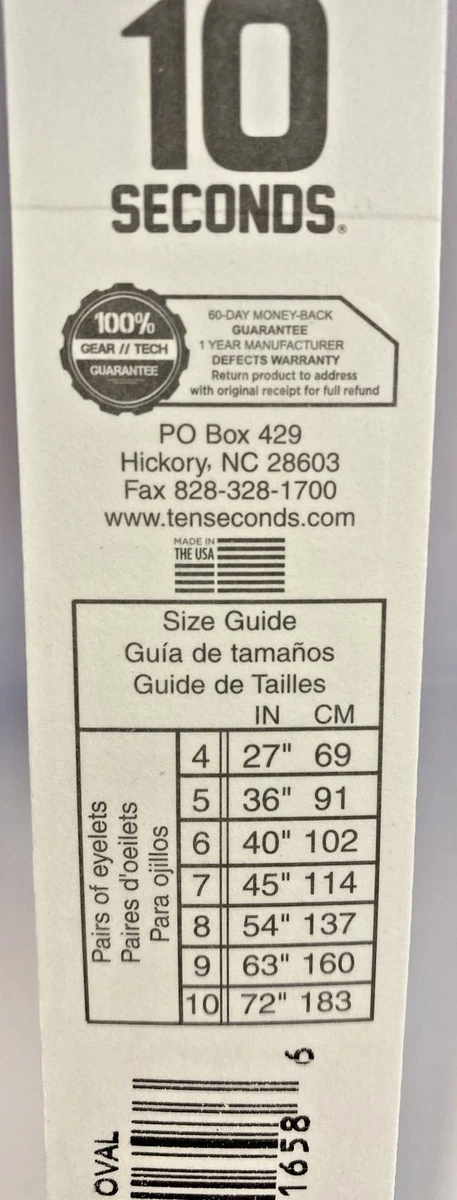 10
SECONDS®
100%
GEAR // TECH
GUARANTEE
60-DAY MONEY-BACK
GUARANTEE
1 YEAR MANUFACTURER
DEFECTS WARRANTY
Return product to address
with original receipt for full refund
PO Box 429
Hickory, NC 28603
Fax 828-328-1700
www.tenseconds.com
MADE IN
THE USA
Size Guide
Guía de tamaños
Guide de Tailles
IN CM
Pairs of eyelets
Paires d'oeilets
Para ojillos
4 27" 69
5 36" 91
6 40" 102
7 45" 114
8 54" 137
9 63" 160
10 72" 183
OVAL
1658 6